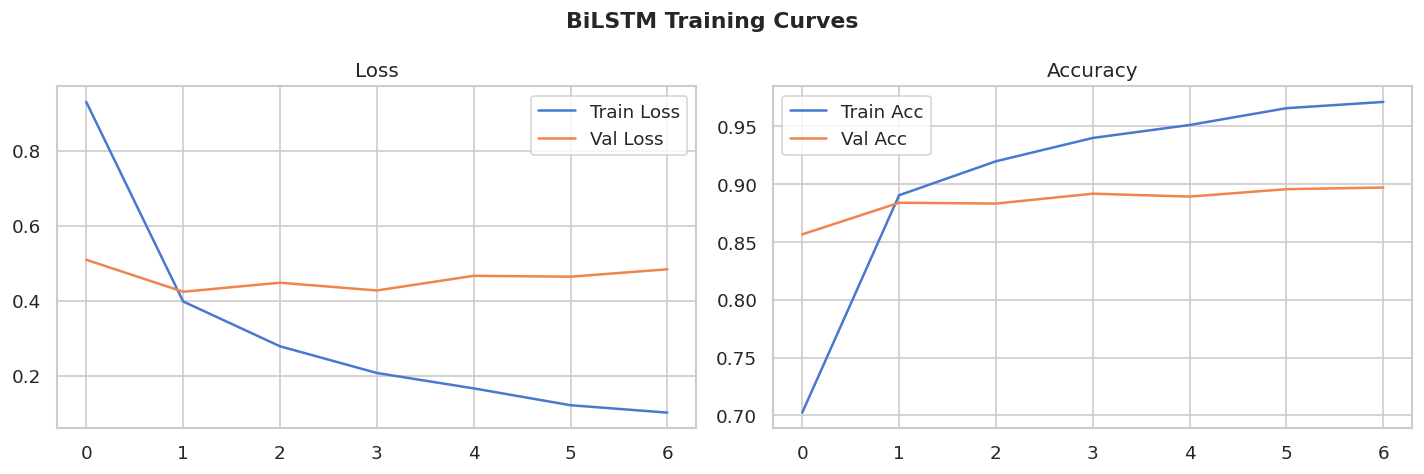 BiLSTM Training Curves
Loss
Train Loss
Val Loss
0.8
0.6
0.4
0.2
0 1 2 3 4 5 6
Accuracy
Train Acc
Val Acc
0.95
0.90
0.85
0.80
0.75
0.70
0 1 2 3 4 5 6